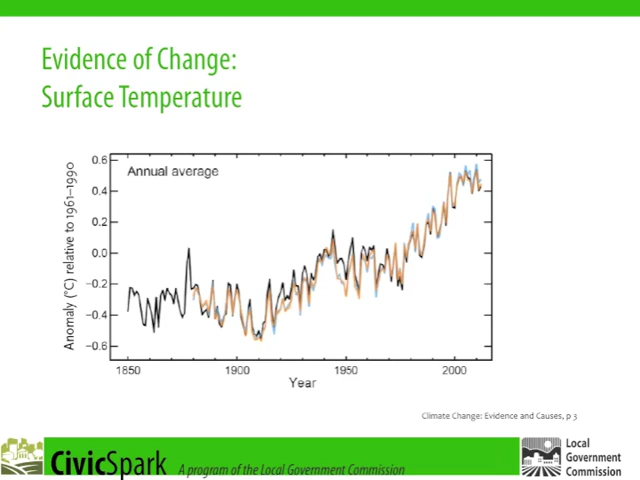 Evidence of Change:
Surface Temperature
Annual average
Anomaly (°C) relative to 1961–1990
0.6
0.4
0.2
0.0
−0.2
−0.4
−0.6
1850 1900 1950 2000
Year
Climate Change: Evidence and Causes, p 3
CivicSpark A program of the Local Government Commission
Local
Government
Commission